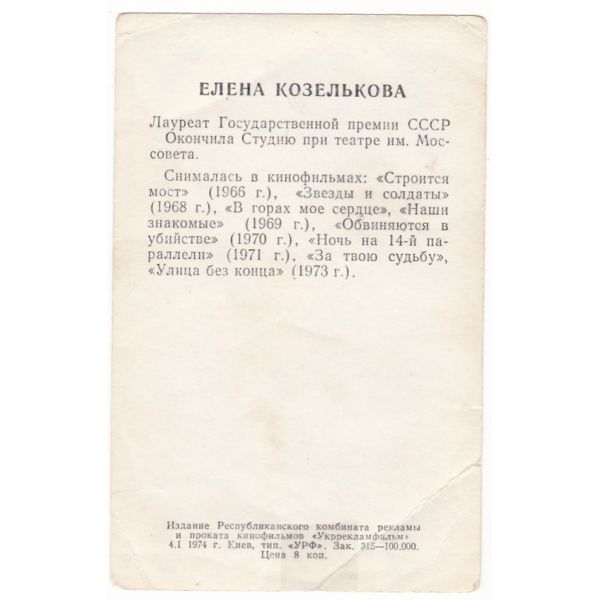 ЕЛЕНА КОЗЕЛЬКОВА
Лауреат Государственной премии СССР
Окончила Студию при театре им. Мос-
совета.
Снималась в кинофильмах: «Строится
мост» (1966 г.), «Звезды и солдаты»
(1968 г.), «В горах мое сердце», «Наши
знакомые» (1969 г.), «Обвиняются в
убийстве» (1970 г.), «Ночь на 14-й па-
раллели» (1971 г.), «За твою судьбу»,
«Улица без конца» (1973 г.).
Издание Республиканского комбината рекламы
и проката кинофильмов «Укррекламфильм»
4.I 1974 г. Киев, тип. «УРФ». Зак. 345—100.000.
Цена 8 коп.